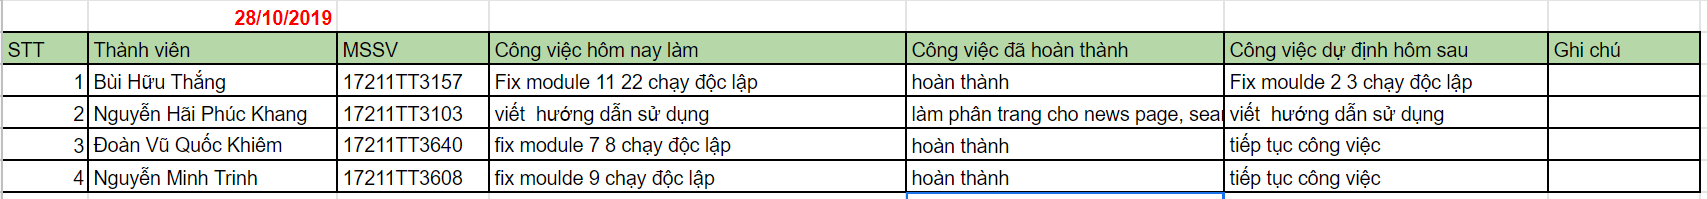 28/10/2019
STT Thành viên MSSV Công việc hôm nay làm Công việc đã hoàn thành Công việc dự định hôm sau Ghi chú
1 Bùi Hữu Thắng 17211TT3157 Fix module 11 22 chạy độc lập hoàn thành Fix moulde 2 3 chạy độc lập
2 Nguyễn Hãi Phúc Khang 17211TT3103 viết hướng dẫn sử dụng làm phân trang cho news page, sear viết hướng dẫn sử dụng
3 Đoàn Vũ Quốc Khiêm 17211TT3640 fix module 7 8 chạy độc lập hoàn thành tiếp tục công việc
4 Nguyễn Minh Trinh 17211TT3608 fix moulde 9 chạy độc lập hoàn thành tiếp tục công việc